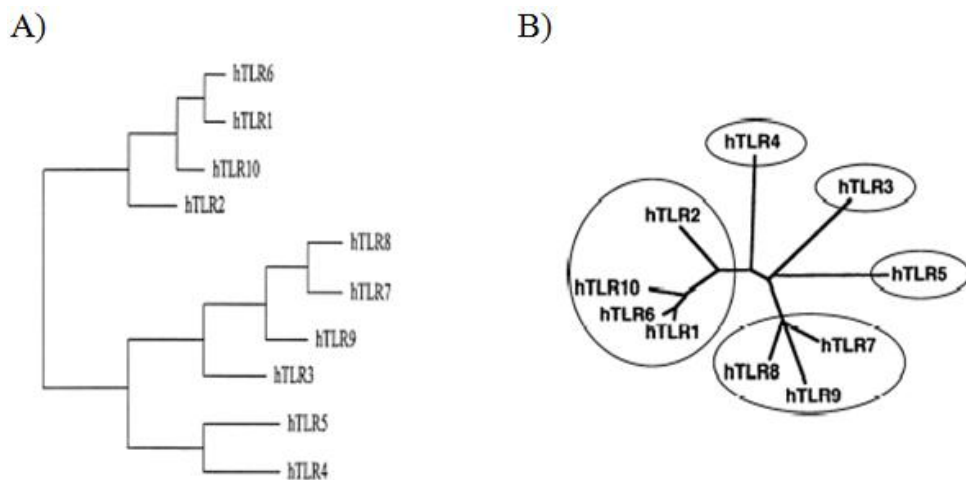 A)
hTLR6
hTLR1
hTLR10
hTLR2
hTLR8
hTLR7
hTLR9
hTLR3
hTLR5
hTLR4
B)
hTLR4
hTLR3
hTLR2
hTLR5
hTLR10
hTLR6
hTLR1
hTLR7
hTLR8
hTLR9